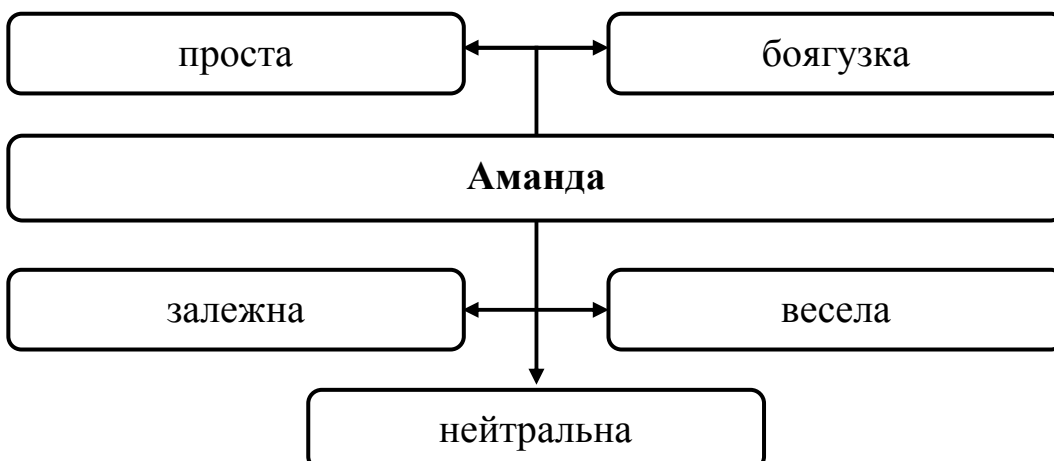 проста
боягузка
Аманда
залежна
весела
нейтральна